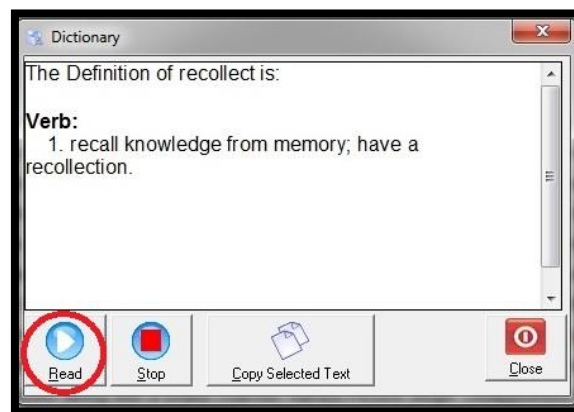 Dictionary
The Definition of recollect is:
Verb:
1. recall knowledge from memory; have a
recollection.
Read
Stop
Copy Selected Text
Close